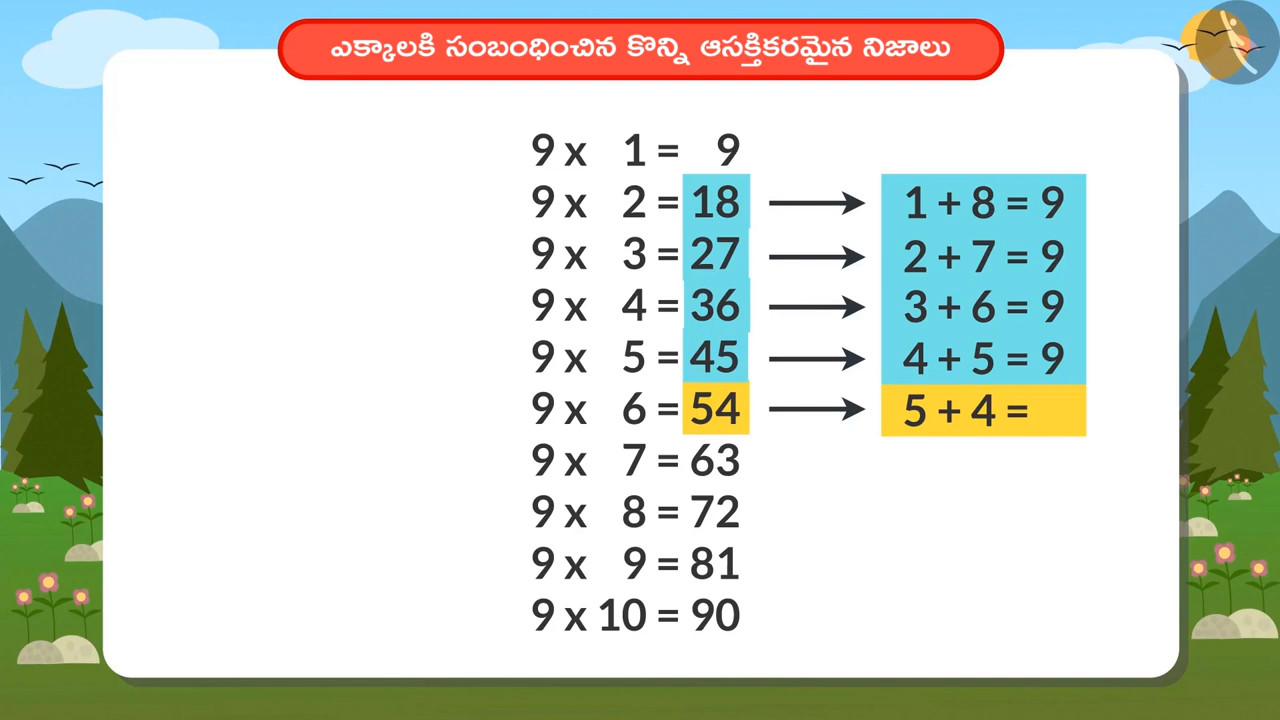 ఎక్కాలకి సంబంధించిన కొన్ని ఆసక్తికరమైన నిజాలు
9 x 1 = 9
9 x 2 = 18 → 1 + 8 = 9
9 x 3 = 27 → 2 + 7 = 9
9 x 4 = 36 → 3 + 6 = 9
9 x 5 = 45 → 4 + 5 = 9
9 x 6 = 54 → 5 + 4 =
9 x 7 = 63
9 x 8 = 72
9 x 9 = 81
9 x 10 = 90